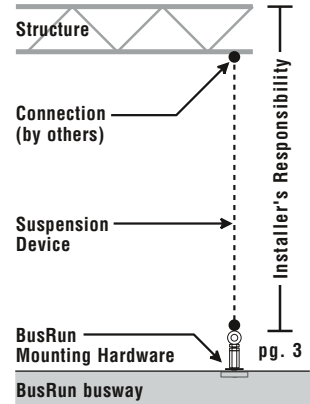 Structure
Connection
(by others)
Installer's Responsibility
Suspension
Device
BusRun
Mounting Hardware
pg. 3
BusRun busway